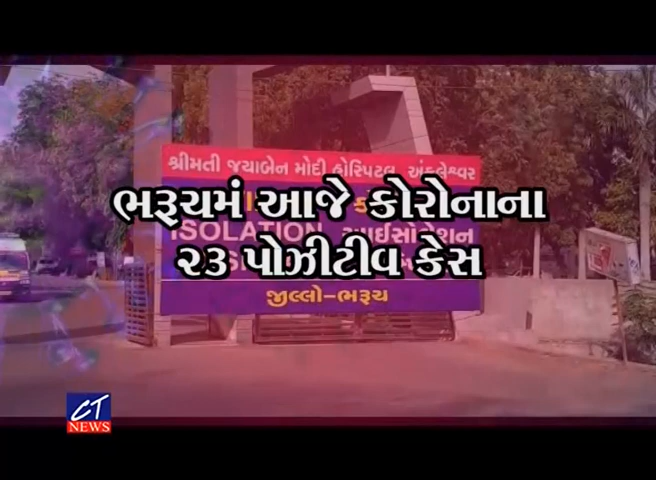 શ્રીમતી જયાબેન મોદી હોસ્પિટલ, અંકલેશ્વર
ભરૂચમં આજે કોરોનાના
ISOLATION આઈસોલેશન
૨૩ પોઝીટીવ કેસ
જીલ્લો-ભરૂચ
CT
NEWS